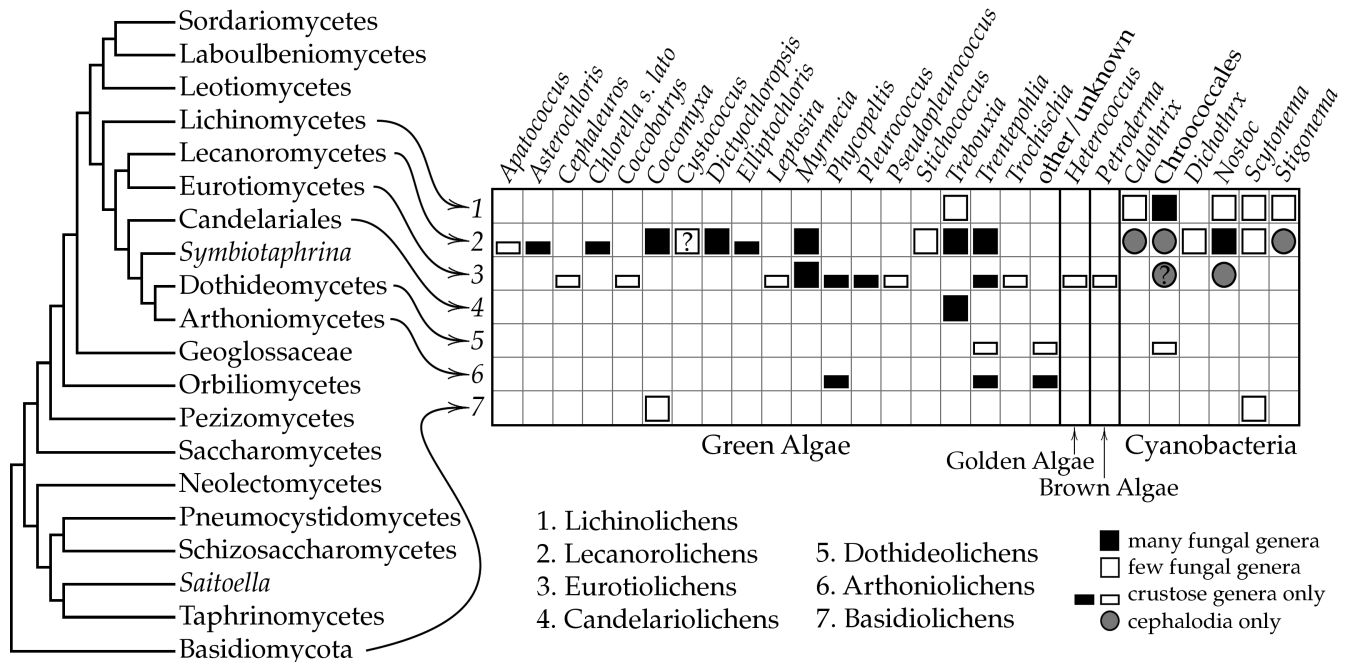 Sordariomycetes
Laboulbeniomycetes
Leotiomycetes
Lichinomycetes
Lecanoromycetes
Eurotiomycetes
Candelariales
Symbiotaphrina
Dothideomycetes
Arthoniomycetes
Geoglossaceae
Orbiliomycetes
Pezizomycetes
Saccharomycetes
Neolectomycetes
Pneumocystidomycetes
Schizosaccharomycetes
Saitoella
Taphrinomycetes
Basidiomycota
Apatococcus
Asterochloris
Cephaleuros
Chlorella s. lato
Coccobotrys
Coccomyxa
Cystococcus
Dictyochloropsis
Elliptochloris
Leptosira
Myrmecia
Phycopeltis
Pleurococcus
Pseudopleurococcus
Stichococcus
Trebouxia
Trentepohlia
Trochischia
other/unknown
Heterococcus
Petroderma
Calothrix
Chroococcales
Dichothrx
Nostoc
Scytonema
Stigonema
1
2
?
3
?
4
5
6
7
Green Algae
Golden Algae
Brown Algae
Cyanobacteria
1. Lichinolichens
2. Lecanorolichens
3. Eurotiolichens
4. Candelariolichens
5. Dothideolichens
6. Arthoniolichens
7. Basidiolichens
many fungal genera
few fungal genera
crustose genera only
cephalodia only